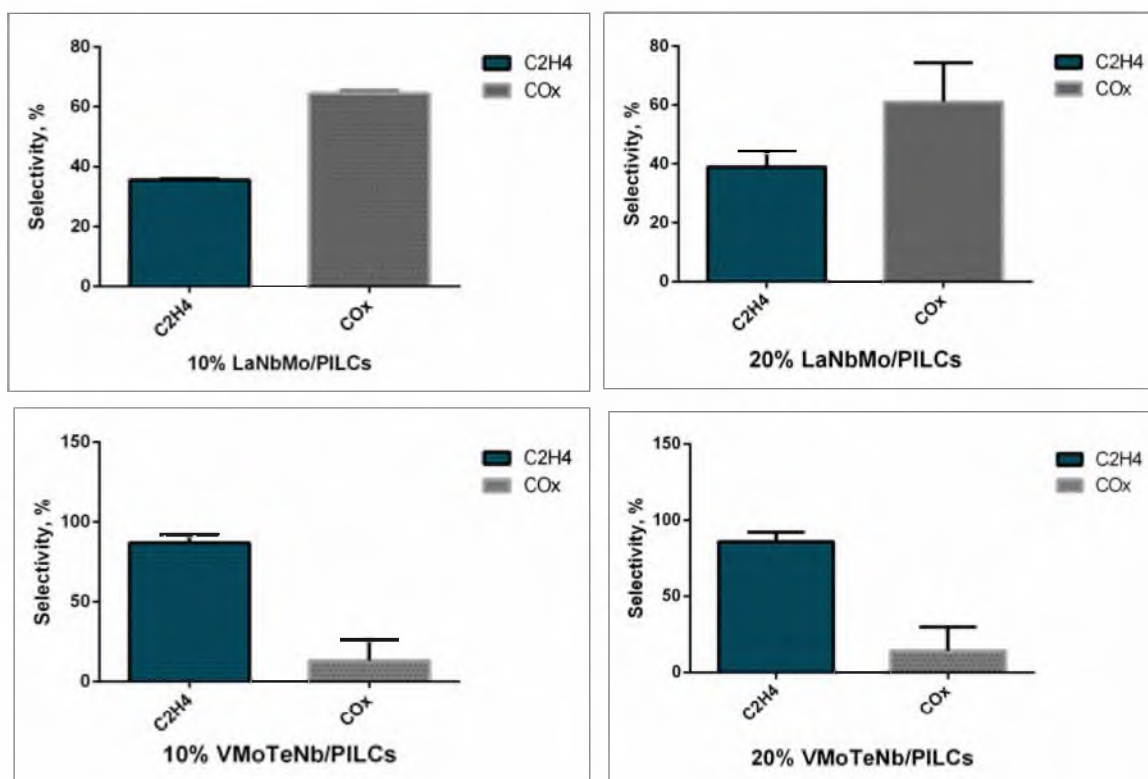 80
60
40
20
0
Selectivity, %
C2H4
COx
C2H4
COx
10% LaNbMo/PILCs
80
60
40
20
0
Selectivity, %
C2H4
COx
C2H4
COx
20% LaNbMo/PILCs
150
100
50
0
Selectivity, %
C2H4
COx
C2H4
COx
10% VMoTeNb/PILCs
150
100
50
0
Selectivity, %
C2H4
COx
C2H4
COx
20% VMoTeNb/PILCs